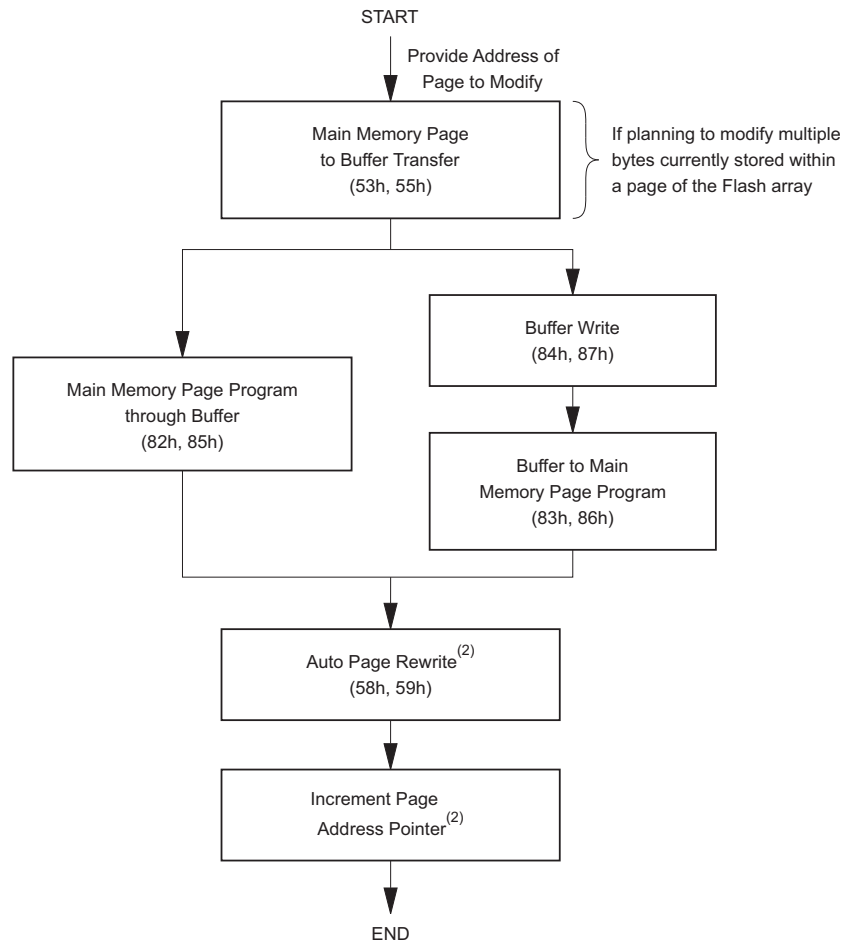 START
Provide Address of
Page to Modify
Main Memory Page
to Buffer Transfer
(53h, 55h)
If planning to modify multiple
bytes currently stored within
a page of the Flash array
Buffer Write
(84h, 87h)
Main Memory Page Program
through Buffer
(82h, 85h)
Buffer to Main
Memory Page Program
(83h, 86h)
Auto Page Rewrite(2)
(58h, 59h)
Increment Page
Address Pointer(2)
END